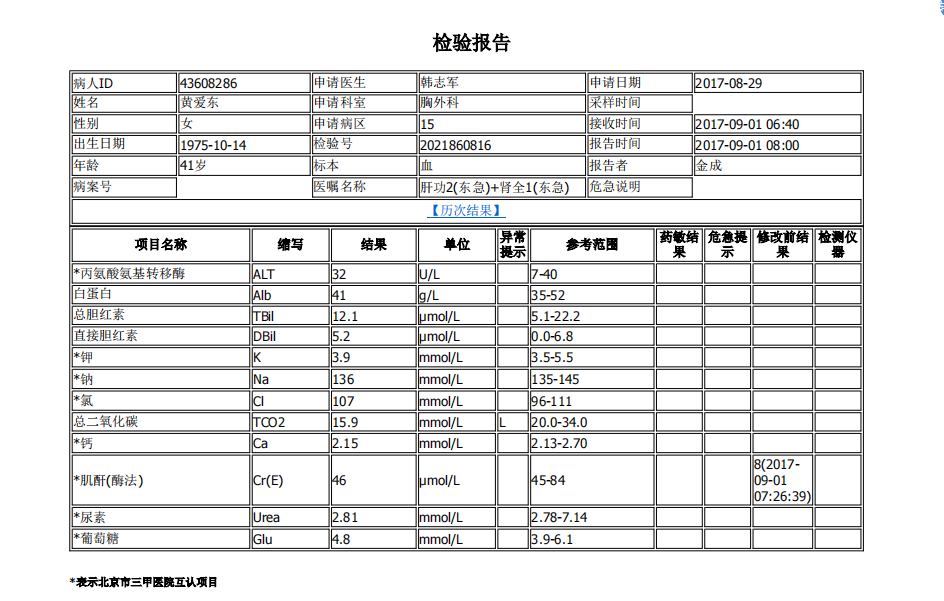 检验报告
病人ID 43608286 申请医生 韩志军 申请日期 2017-08-29
姓名 黄爱东 申请科室 胸外科 采样时间
性别 女 申请病区 15 接收时间 2017-09-01 06:40
出生日期 1975-10-14 检验号 2021860816 报告时间 2017-09-01 08:00
年龄 41岁 标本 血 报告者 金成
病案号 医嘱名称 肝功2(东急)+肾全1(东急) 危急说明
【历次结果】
项目名称 缩写 结果 单位 异常提示 参考范围 药敏结果 危急提示 修改前结果 检测仪器
*丙氨酸氨基转移酶 ALT 32 U/L 7-40
白蛋白 Alb 41 g/L 35-52
总胆红素 TBil 12.1 μmol/L 5.1-22.2
直接胆红素 DBil 5.2 μmol/L 0.0-6.8
*钾 K 3.9 mmol/L 3.5-5.5
*钠 Na 136 mmol/L 135-145
*氯 Cl 107 mmol/L 96-111
总二氧化碳 TCO2 15.9 mmol/L L 20.0-34.0
*钙 Ca 2.15 mmol/L 2.13-2.70
*肌酐(酶法) Cr(E) 46 μmol/L 45-84 8(2017-09-01 07:26:39)
*尿素 Urea 2.81 mmol/L 2.78-7.14
*葡萄糖 Glu 4.8 mmol/L 3.9-6.1
*表示北京市三甲医院互认项目